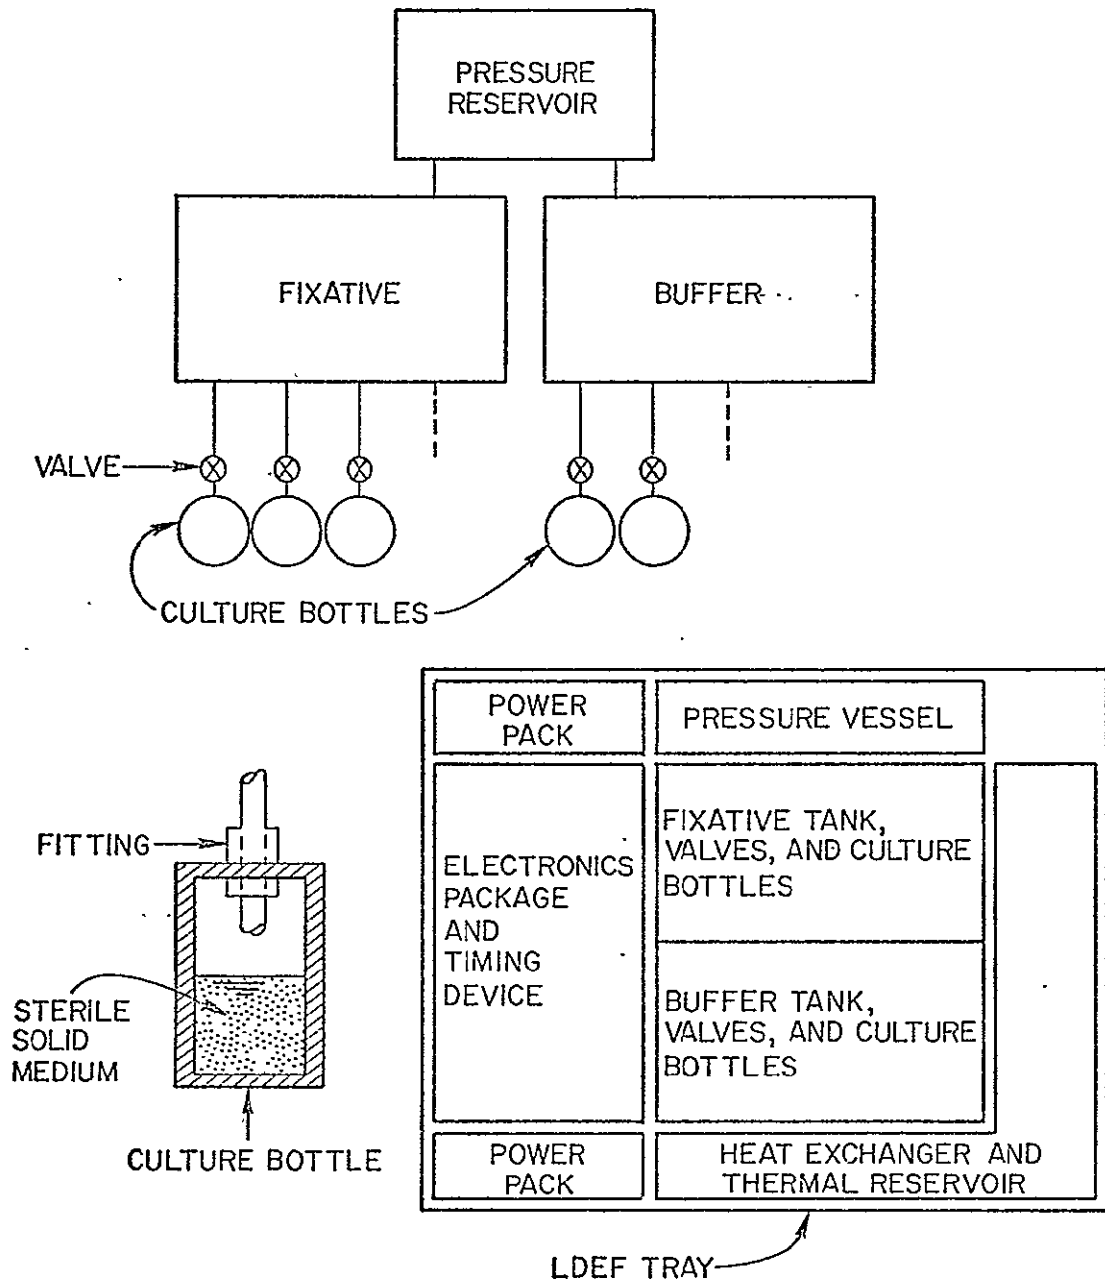 PRESSURE
RESERVOIR
FIXATIVE
BUFFER
VALVE
CULTURE BOTTLES
FITTING
STERILE
SOLID
MEDIUM
CULTURE BOTTLE
POWER
PACK
PRESSURE VESSEL
ELECTRONICS
PACKAGE
AND
TIMING
DEVICE
FIXATIVE TANK,
VALVES, AND CULTURE
BOTTLES
BUFFER TANK,
VALVES, AND CULTURE
BOTTLES
POWER
PACK
HEAT EXCHANGER AND
THERMAL RESERVOIR
LDEF TRAY